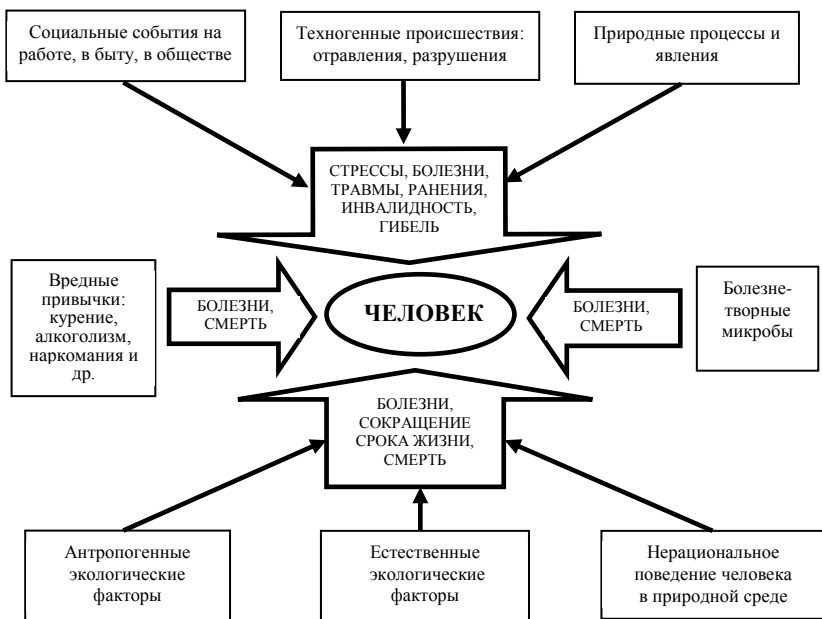 Социальные события на
работе, в быту, в обществе
Техногенные происшествия:
отравления, разрушения
Природные процессы и
явления
СТРЕССЫ, БОЛЕЗНИ,
ТРАВМЫ, РАНЕНИЯ,
ИНВАЛИДНОСТЬ,
ГИБЕЛЬ
Вредные
привычки:
курение,
алкоголизм,
наркомания и
др.
БОЛЕЗНИ,
СМЕРТЬ
ЧЕЛОВЕК
БОЛЕЗНИ,
СМЕРТЬ
Болезне-
творные
микробы
БОЛЕЗНИ,
СОКРАЩЕНИЕ
СРОКА ЖИЗНИ,
СМЕРТЬ
Антропогенные
экологические
факторы
Естественные
экологические
факторы
Нерациональное
поведение человека
в природной среде